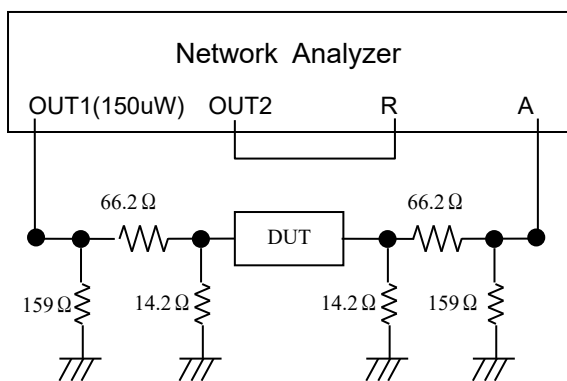 Network Analyzer
OUT1(150uW) OUT2 R A
66.2 Ω 66.2 Ω
DUT
159 Ω 14.2 Ω 14.2 Ω 159 Ω